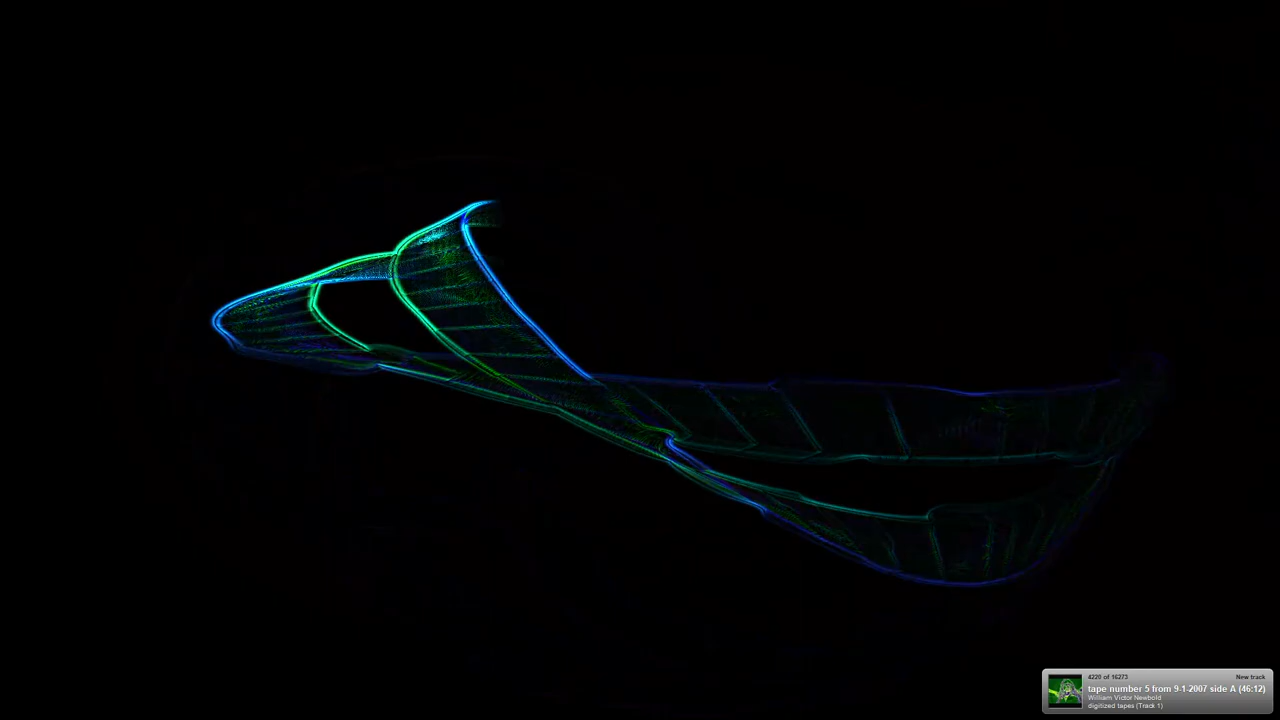 4220 of 16273 New track
tape number 5 from 9-1-2007 side A (46:12)
William Victor Newbold
digitized tapes (Track 1)